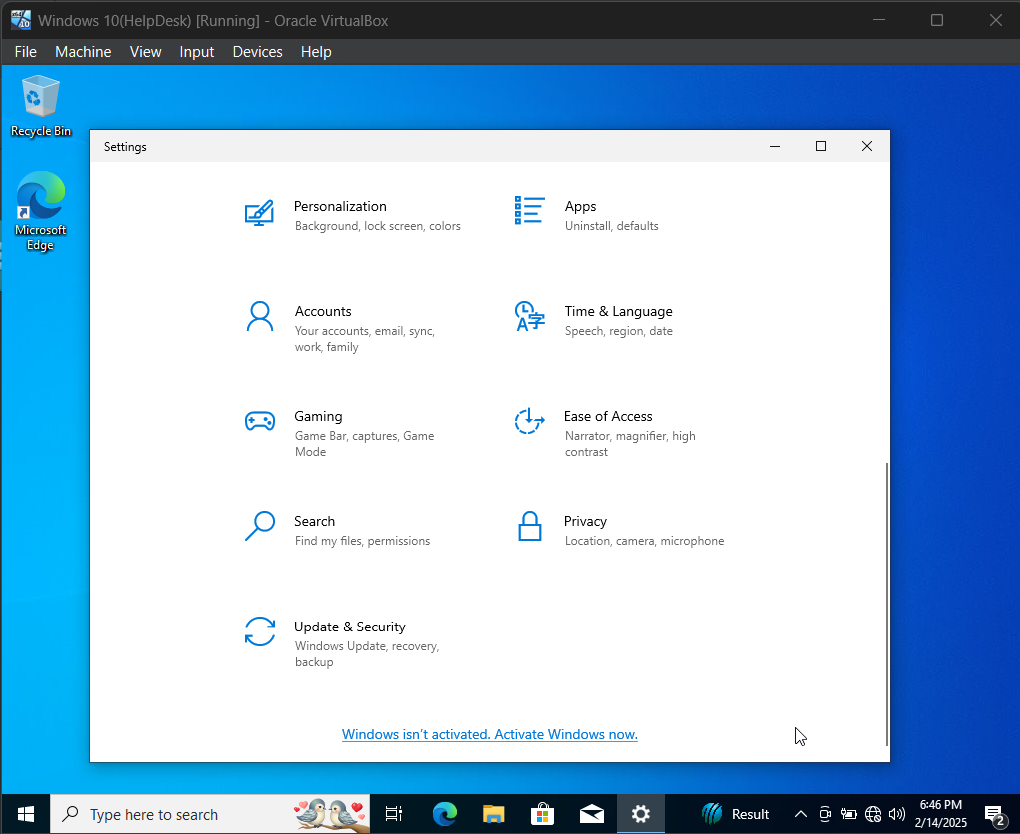 Windows 10(HelpDesk) [Running] - Oracle VirtualBox
File Machine View Input Devices Help
Recycle Bin
Microsoft
Edge
Settings
Personalization
Background, lock screen, colors
Apps
Uninstall, defaults
Accounts
Your accounts, email, sync,
work, family
Time & Language
Speech, region, date
Gaming
Game Bar, captures, Game
Mode
Ease of Access
Narrator, magnifier, high
contrast
Search
Find my files, permissions
Privacy
Location, camera, microphone
Update & Security
Windows Update, recovery,
backup
Windows isn't activated. Activate Windows now.
Type here to search
Result
6:46 PM
2/14/2025
2